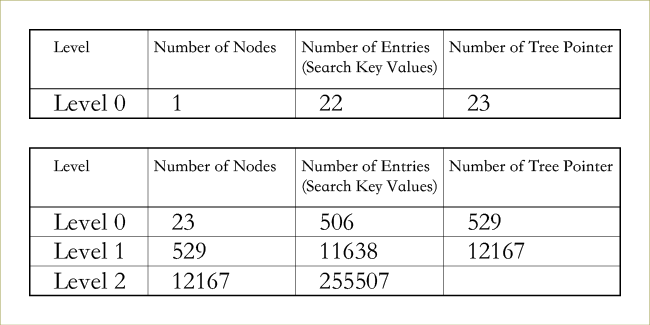 Level Number of Nodes Number of Entries Number of Tree Pointer
(Search Key Values)
Level 0 1 22 23
Level Number of Nodes Number of Entries Number of Tree Pointer
(Search Key Values)
Level 0 23 506 529
Level 1 529 11638 12167
Level 2 12167 255507